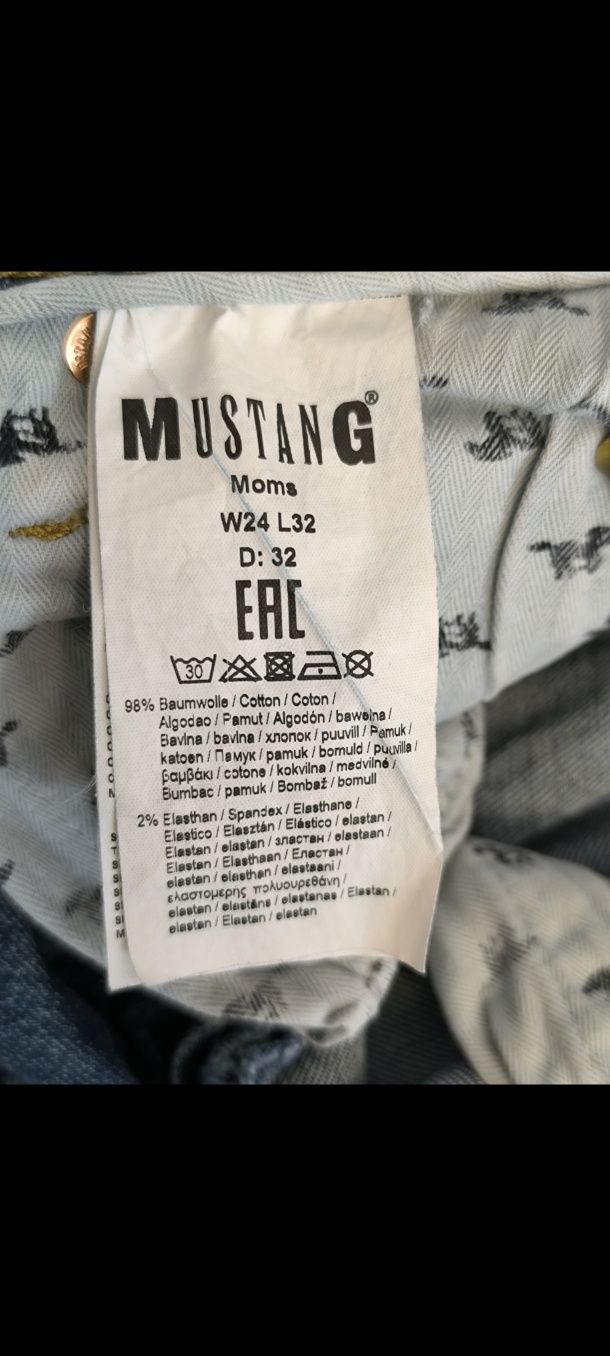 MUSTANG®
Moms
W24 L32
D: 32
EAC
30
98% Baumwolle / Cotton / Coton /
Algodao / Pamut / Algodón / bawełna /
Bavlna / bavlna / хлопок / puuvill / Pamuk /
katoen / Памук / pamuk / bomuld / puuvilla /
βαμβάκι / cotone / kokvilna / medvilnė /
Bumbac / pamuk / Bombaž / bomull
2% Elasthan / Spandex / Elasthane /
Elastico / Elasztán / Elástico / elastan /
Elastan / elastan / эластан / elastaan /
Elastan / Elasthaan / Еластан /
elastan / elasthan / elastaani /
ελαστομερής πολυουρεθάνη /
elastan / elastāns / elastanas / Elastan /
elastan / Elastan / elastan